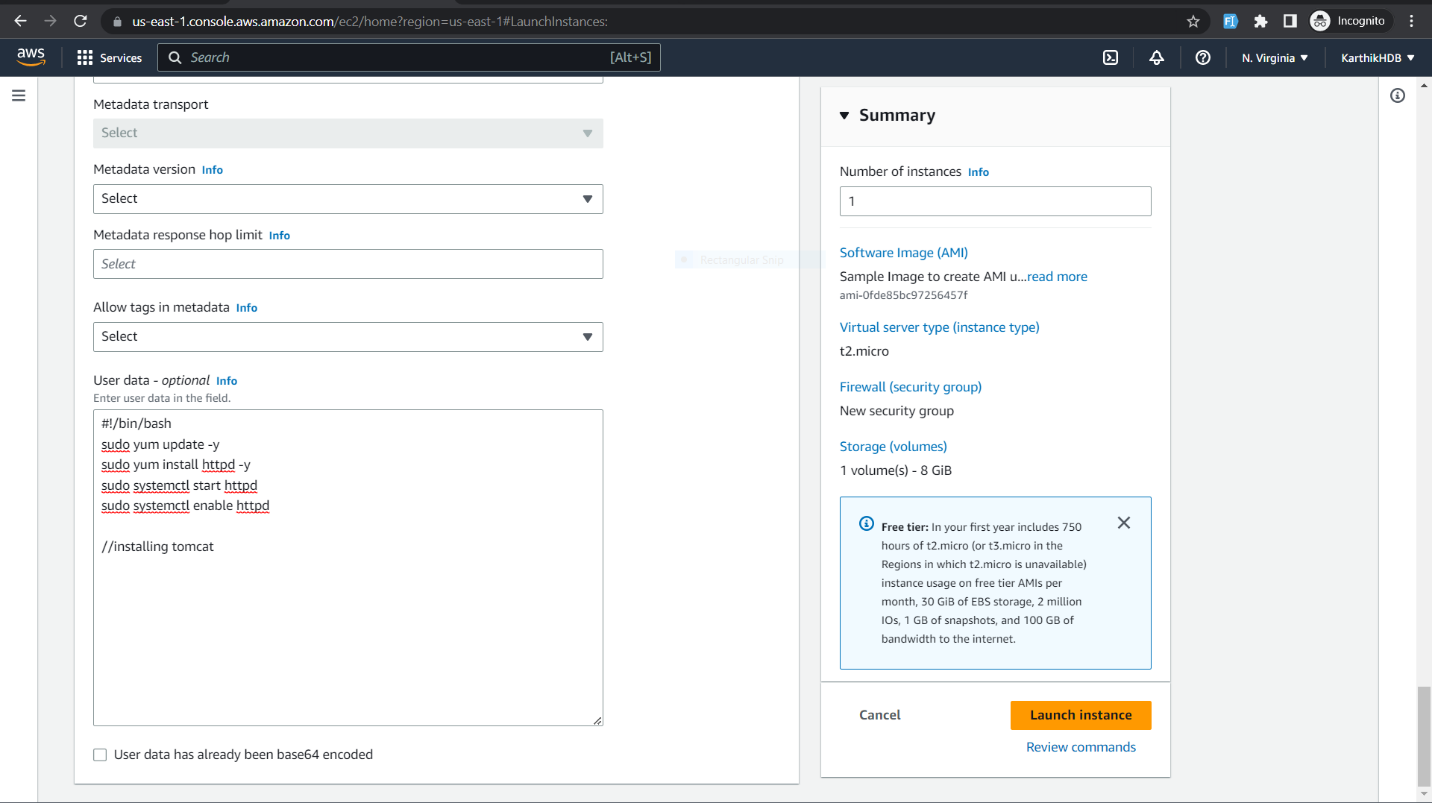 us-east-1.console.aws.amazon.com/ec2/home?region=us-east-1#LaunchInstances:
Incognito
aws
Services
Search
[Alt+S]
N. Virginia
KarthikHDB
Metadata transport
Select
Metadata version Info
Select
Metadata response hop limit Info
Select
Allow tags in metadata Info
Select
User data - optional Info
Enter user data in the field.
#!/bin/bash
sudo yum update -y
sudo yum install httpd -y
sudo systemctl start httpd
sudo systemctl enable httpd
//installing tomcat
User data has already been base64 encoded
Rectangular Snip
Summary
Number of instances Info
1
Software Image (AMI)
Sample Image to create AMI u...read more
ami-0fde85bc97256457f
Virtual server type (instance type)
t2.micro
Firewall (security group)
New security group
Storage (volumes)
1 volume(s) - 8 GiB
Free tier: In your first year includes 750
hours of t2.micro (or t3.micro in the
Regions in which t2.micro is unavailable)
instance usage on free tier AMIs per
month, 30 GiB of EBS storage, 2 million
IOs, 1 GB of snapshots, and 100 GB of
bandwidth to the internet.
Cancel
Launch instance
Review commands